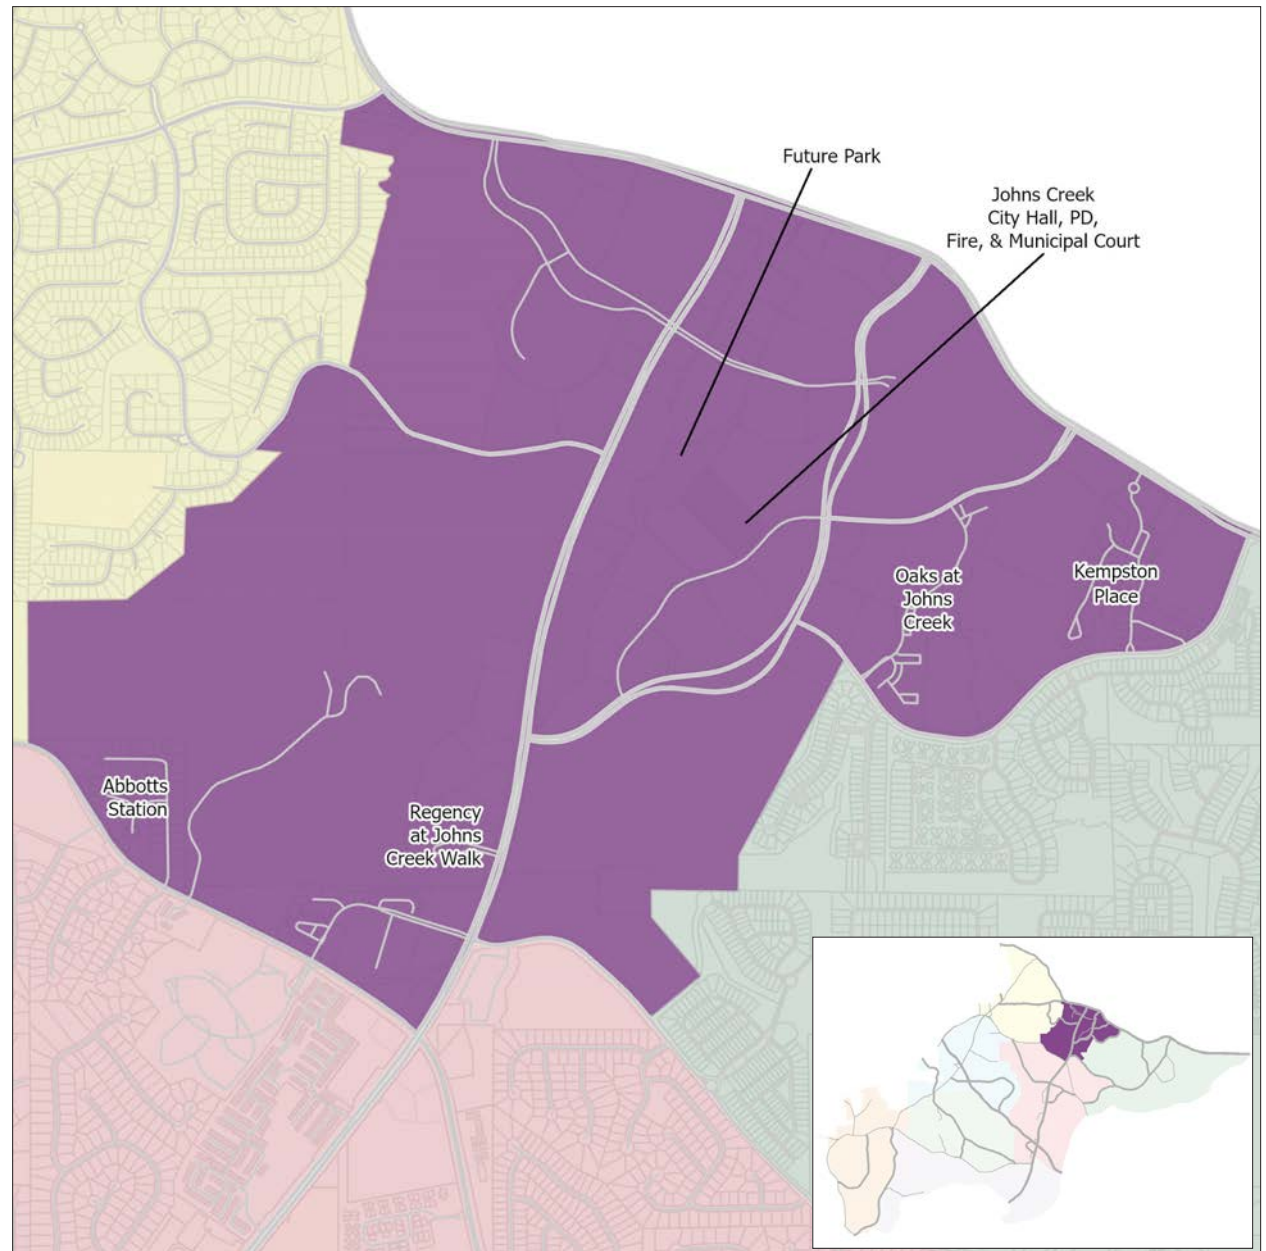 Future Park
Johns Creek
City Hall, PD,
Fire, & Municipal Court
Oaks at
Johns
Creek
Kempston
Place
Abbotts
Station
Regency
at Johns
Creek Walk